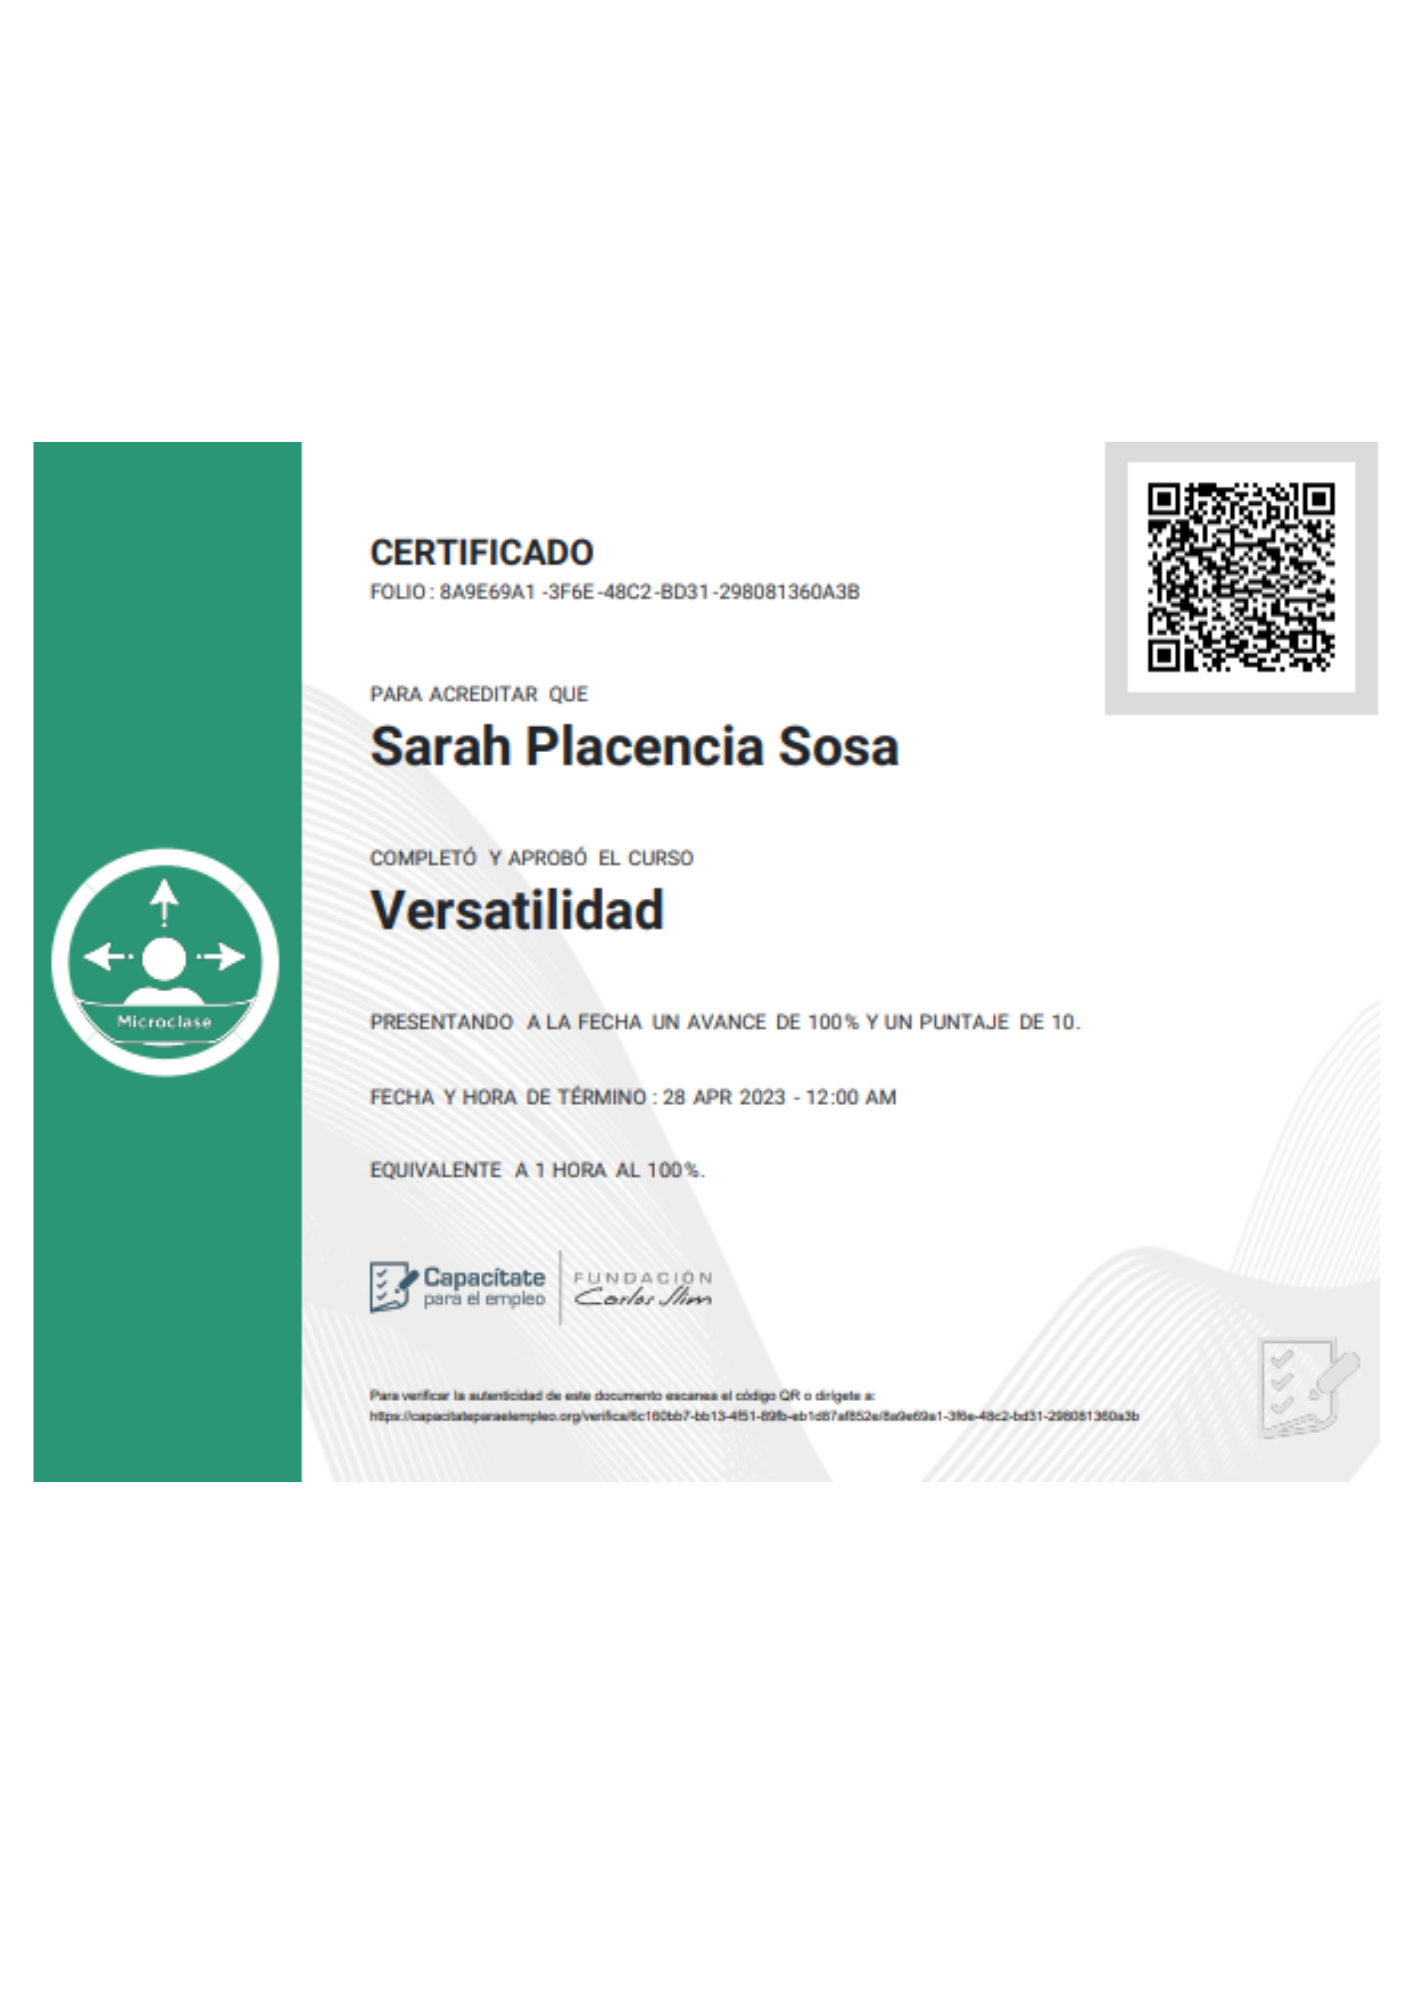 CERTIFICADO
FOLIO : 8A9E69A1 -3F6E -48C2 -BD31 -298081360A3B
PARA ACREDITAR QUE
Sarah Placencia Sosa
COMPLETÓ Y APROBÓ EL CURSO
Versatilidad
Microclase
PRESENTANDO A LA FECHA UN AVANCE DE 100% Y UN PUNTAJE DE 10.
FECHA Y HORA DE TÉRMINO : 28 APR 2023 - 12:00 AM
EQUIVALENTE A 1 HORA AL 100%.
Capacítate
para el empleo
FUNDACIÓN
Carlos Slim
Para verificar la autenticidad de este documento escanea el código QR o dirígete a:
https://capacitateparaelempleo.org/verifica/6c160bb7-bb13-4f51-89fb-eb1d87af852e/8a9e69a1-3f6e-48c2-bd31-298081360a3b